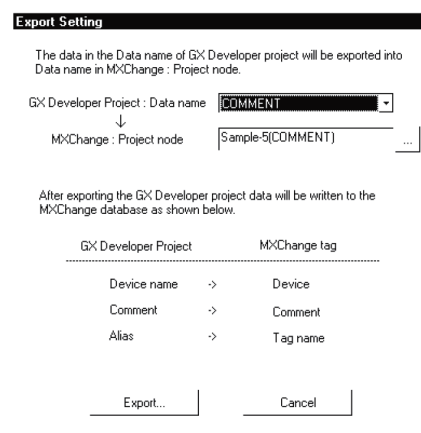 Export Setting
The data in the Data name of GX Developer project will be exported into
Data name in MXChange : Project node.
GX Developer Project : Data name COMMENT
↓
MXChange : Project node Sample-5(COMMENT) ...
After exporting the GX Developer project data will be written to the
MXChange database as shown below.
GX Developer Project MXChange tag
Device name -> Device
Comment -> Comment
Alias -> Tag name
Export... Cancel